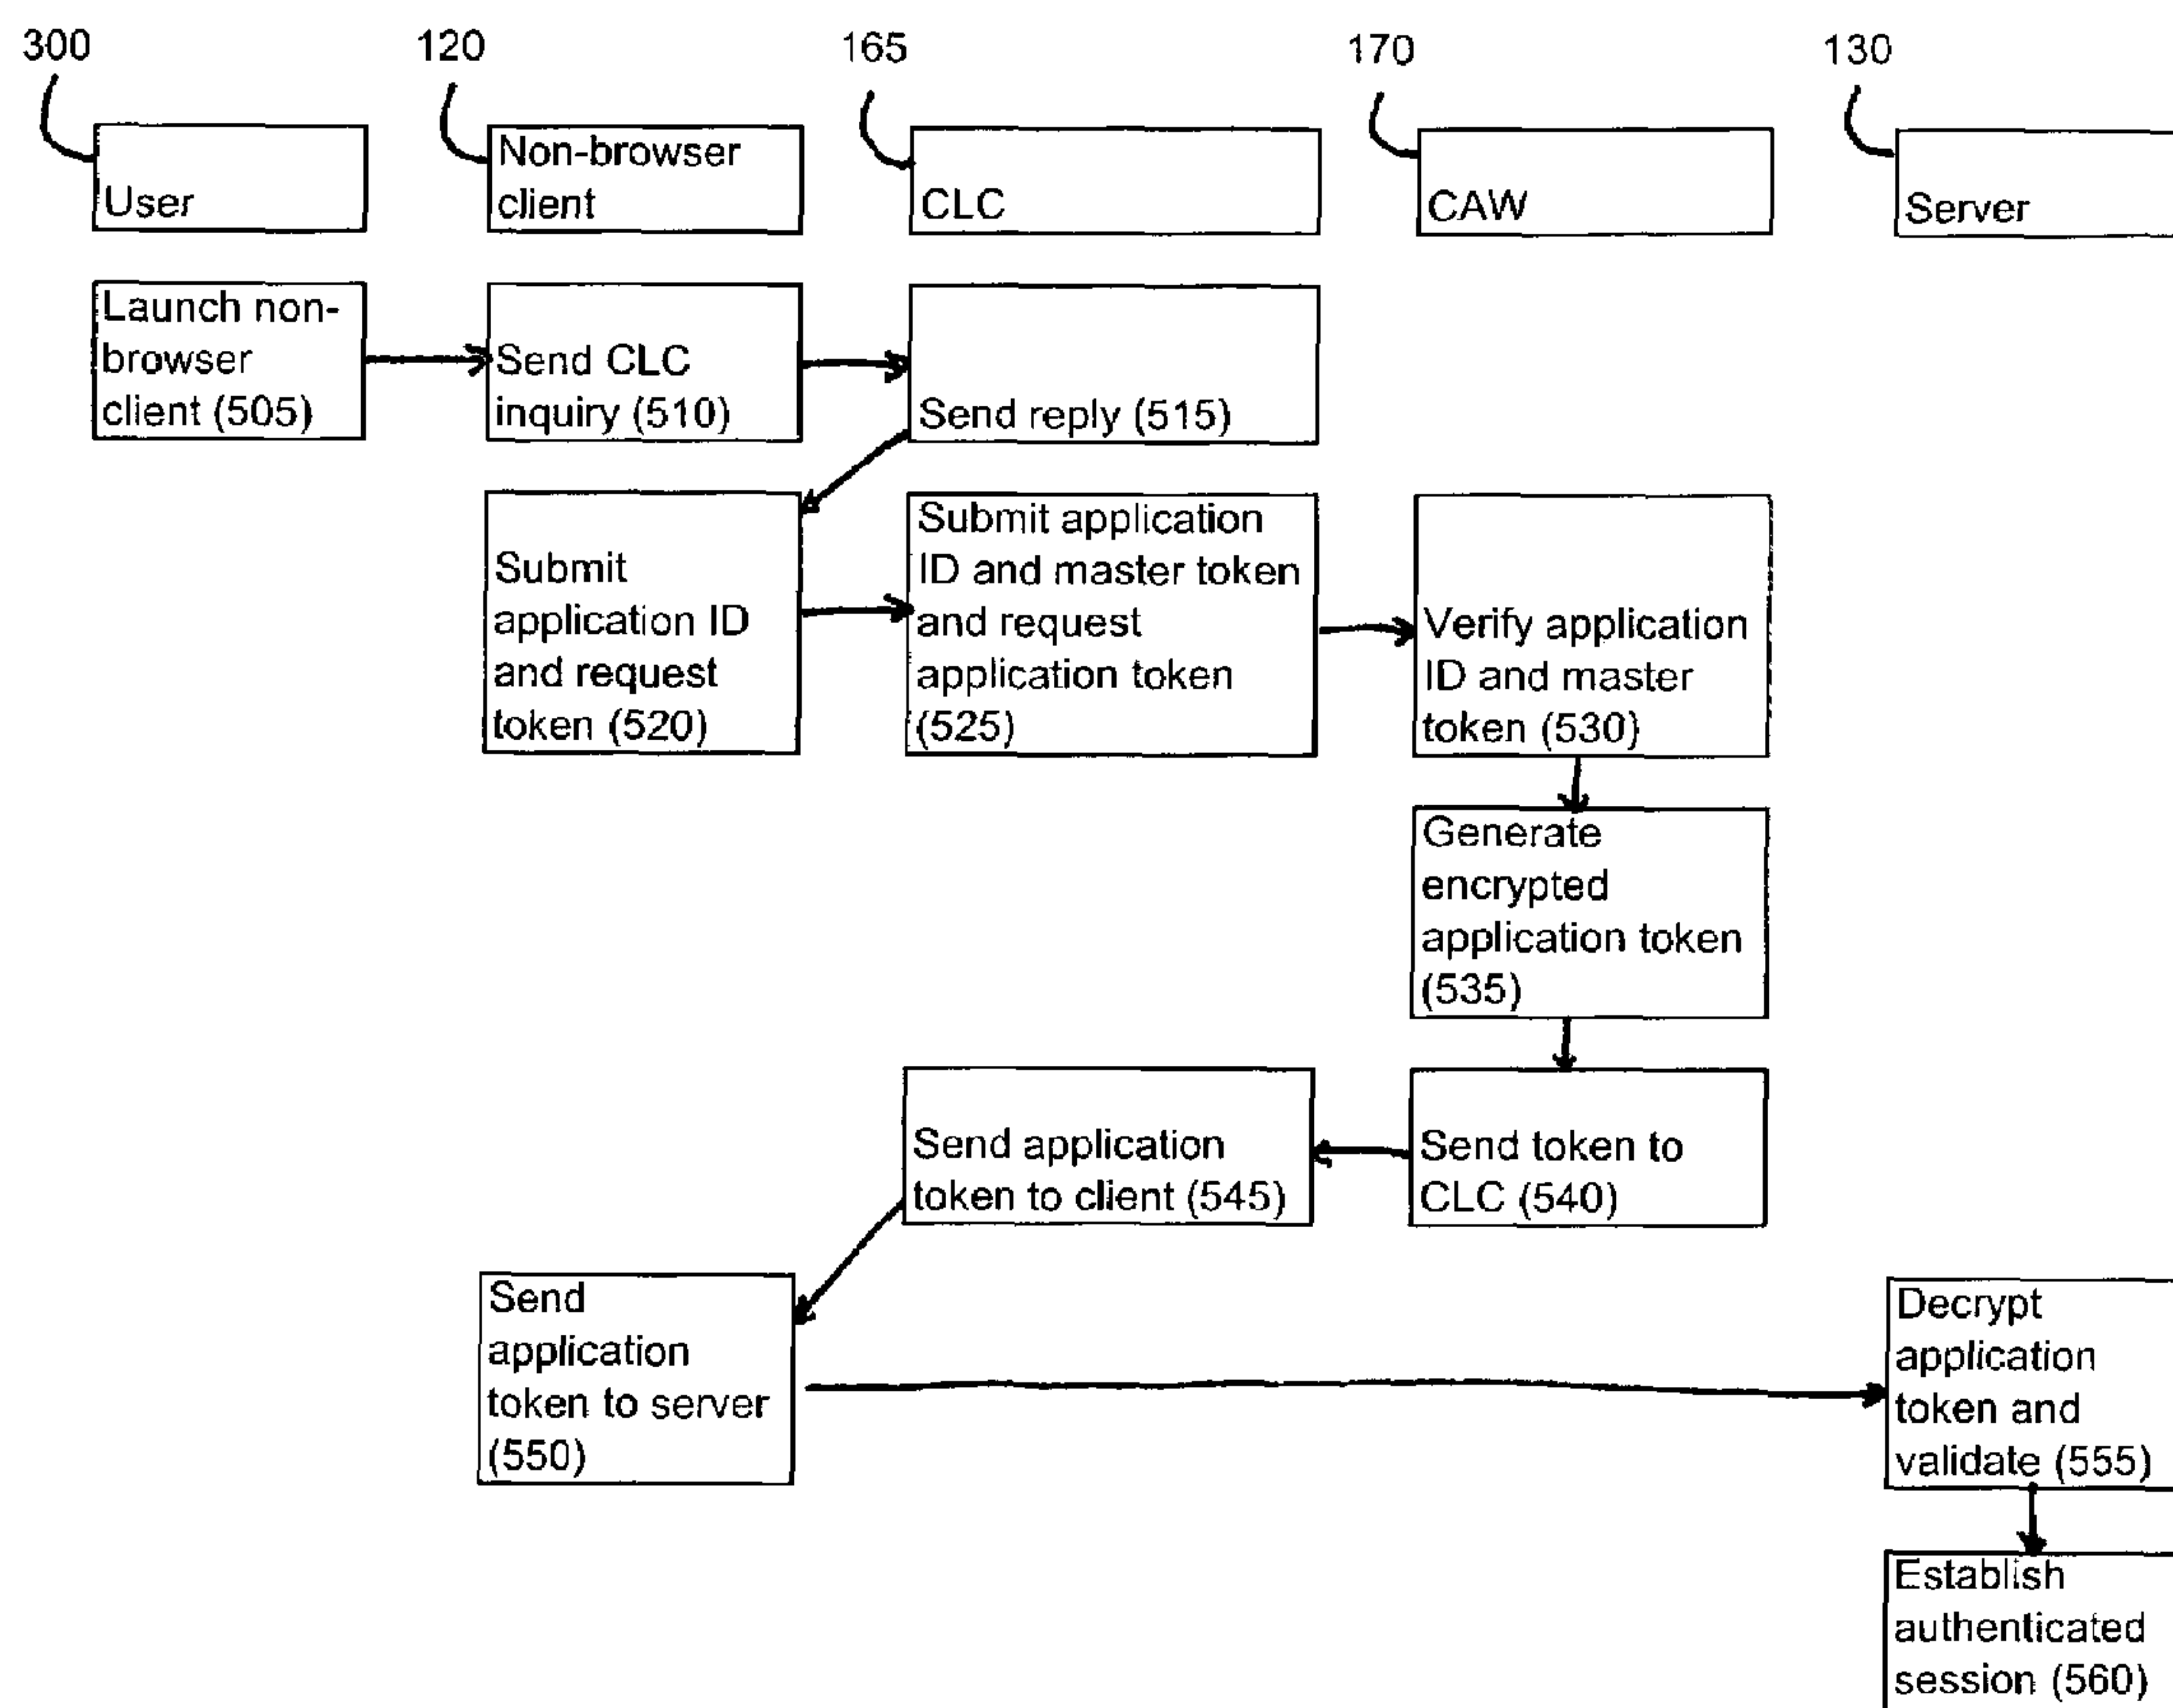 300
120
165
170
130
User
Non-browser
client
CLC
CAW
Server
Launch non-
browser
client (505)
Send CLC
inquiry (510)
Send reply (515)
Submit
application ID
and request
token (520)
Submit application
ID and master token
and request
application token
(525)
Verify application
ID and master
token (530)
Generate
encrypted
application token
(535)
Send application
token to client (545)
Send token to
CLC (540)
Send
application
token to server
(550)
Decrypt
application
token and
validate (555)
Establish
authenticated
session (560)